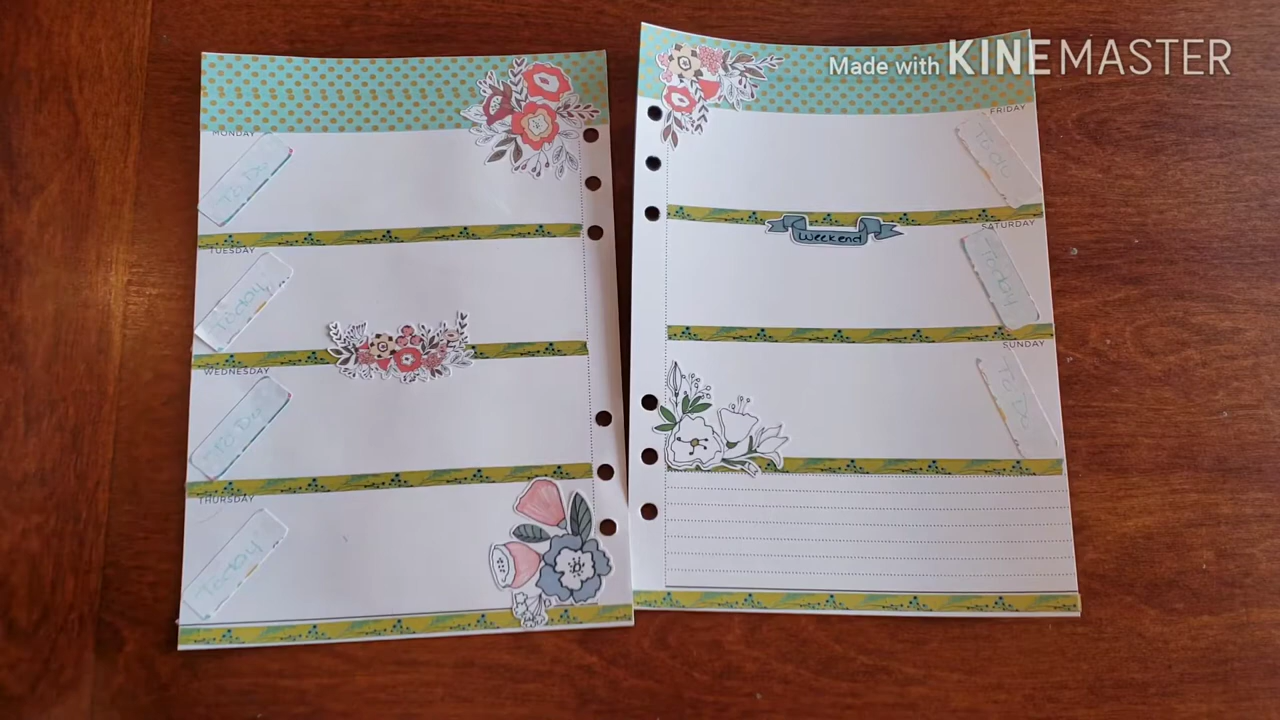 Made with KINEMASTER
MONDAY
To Do
TUESDAY
Today
WEDNESDAY
To Do
THURSDAY
Today
FRIDAY
To do
weekend
SATURDAY
Today
SUNDAY
To Do